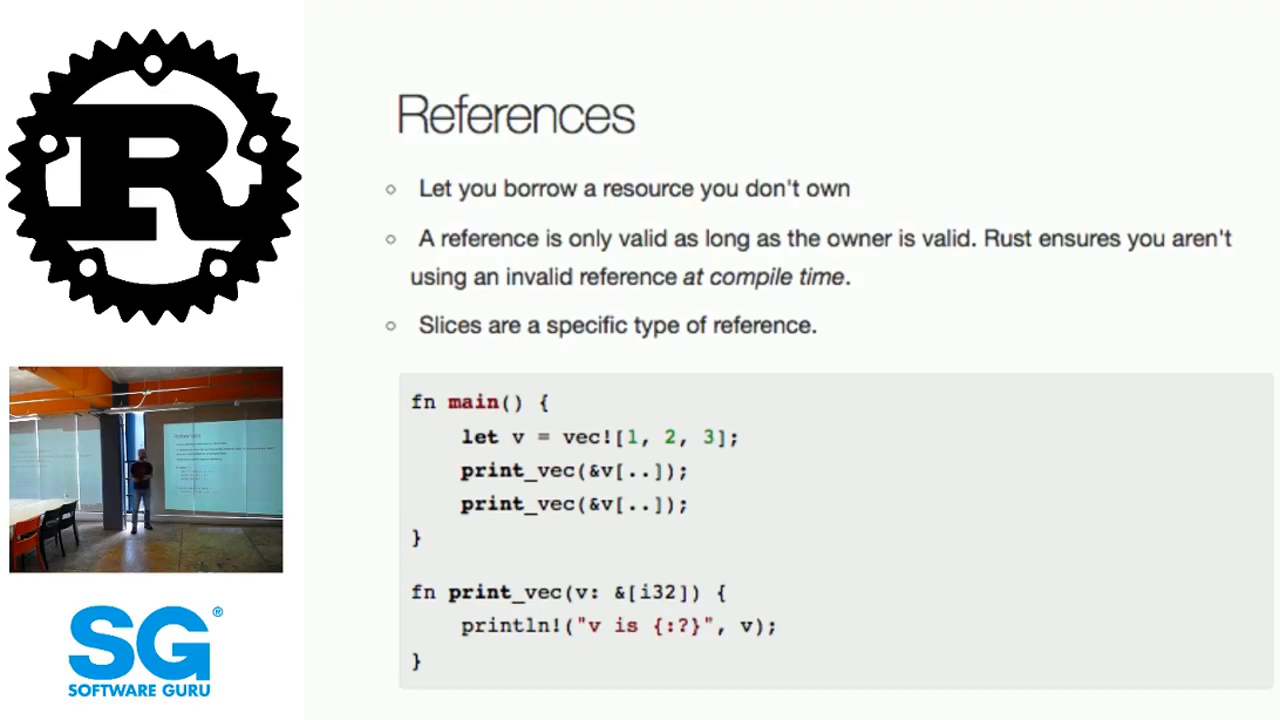 References
Let you borrow a resource you don't own
A reference is only valid as long as the owner is valid. Rust ensures you aren't
using an invalid reference at compile time.
Slices are a specific type of reference.
fn main() {
    let v = vec![1, 2, 3];
    print_vec(&v[..]);
    print_vec(&v[..]);
}
fn print_vec(v: &[i32]) {
    println!("v is {:?}", v);
}
R
SG®
SOFTWARE GURU